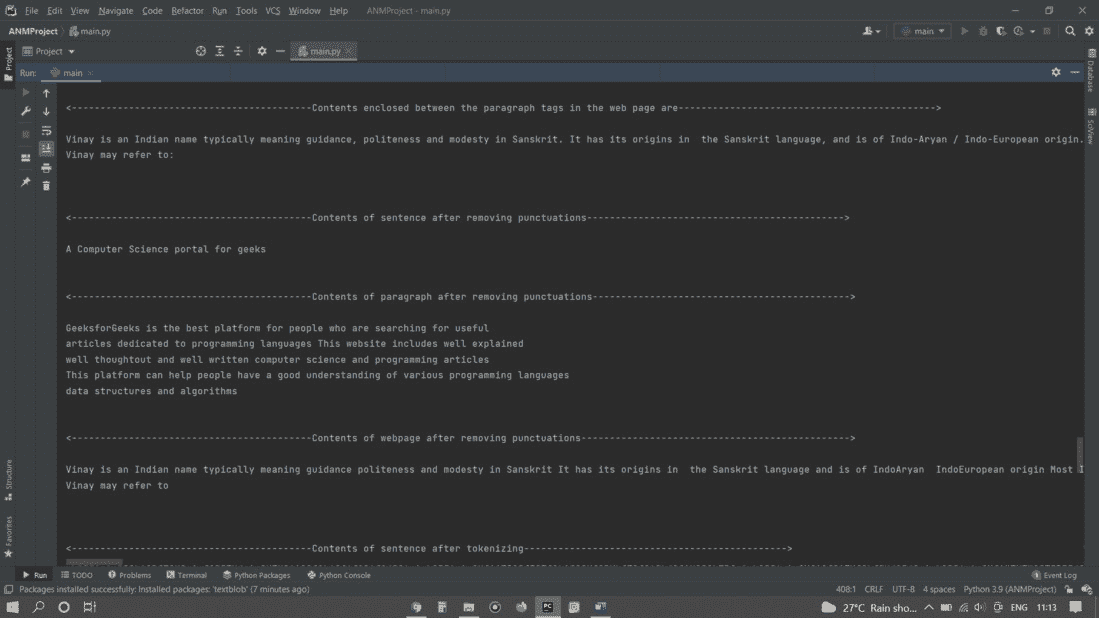 File Edit View Navigate Code Refactor Run Tools VCS Window Help ANMProject - main.py
ANMProject main.py main
Project main.py
Run: main
<------------------------------------------Contents enclosed between the paragraph tags in the web page are--------------------------------------------->
Vinay is an Indian name typically meaning guidance, politeness and modesty in Sanskrit. It has its origins in  the Sanskrit language, and is of Indo-Aryan / Indo-European origin.
Vinay may refer to:
<------------------------------------------Contents of sentence after removing punctuations--------------------------------------------->
A Computer Science portal for geeks
<------------------------------------------Contents of paragraph after removing punctuations--------------------------------------------->
GeeksforGeeks is the best platform for people who are searching for useful
articles dedicated to programming languages This website includes well explained
well thoughtout and well written computer science and programming articles
This platform can help people have a good understanding of various programming languages
data structures and algorithms
<------------------------------------------Contents of webpage after removing punctuations----------------------------------------------->
Vinay is an Indian name typically meaning guidance politeness and modesty in Sanskrit It has its origins in  the Sanskrit language and is of IndoAryan  IndoEuropean origin Most
Vinay may refer to
<------------------------------------------Contents of sentence after tokenizing---------------------------------------------->
Project
Structure
Favorites
Database
SciView
Run TODO Problems Terminal Python Packages Python Console 1 Event Log
Packages installed successfully: Installed packages: 'textblob' (7 minutes ago) 408:1 CRLF UTF-8 4 spaces Python 3.9 (ANMProject)
27°C Rain sho... ENG 11:13